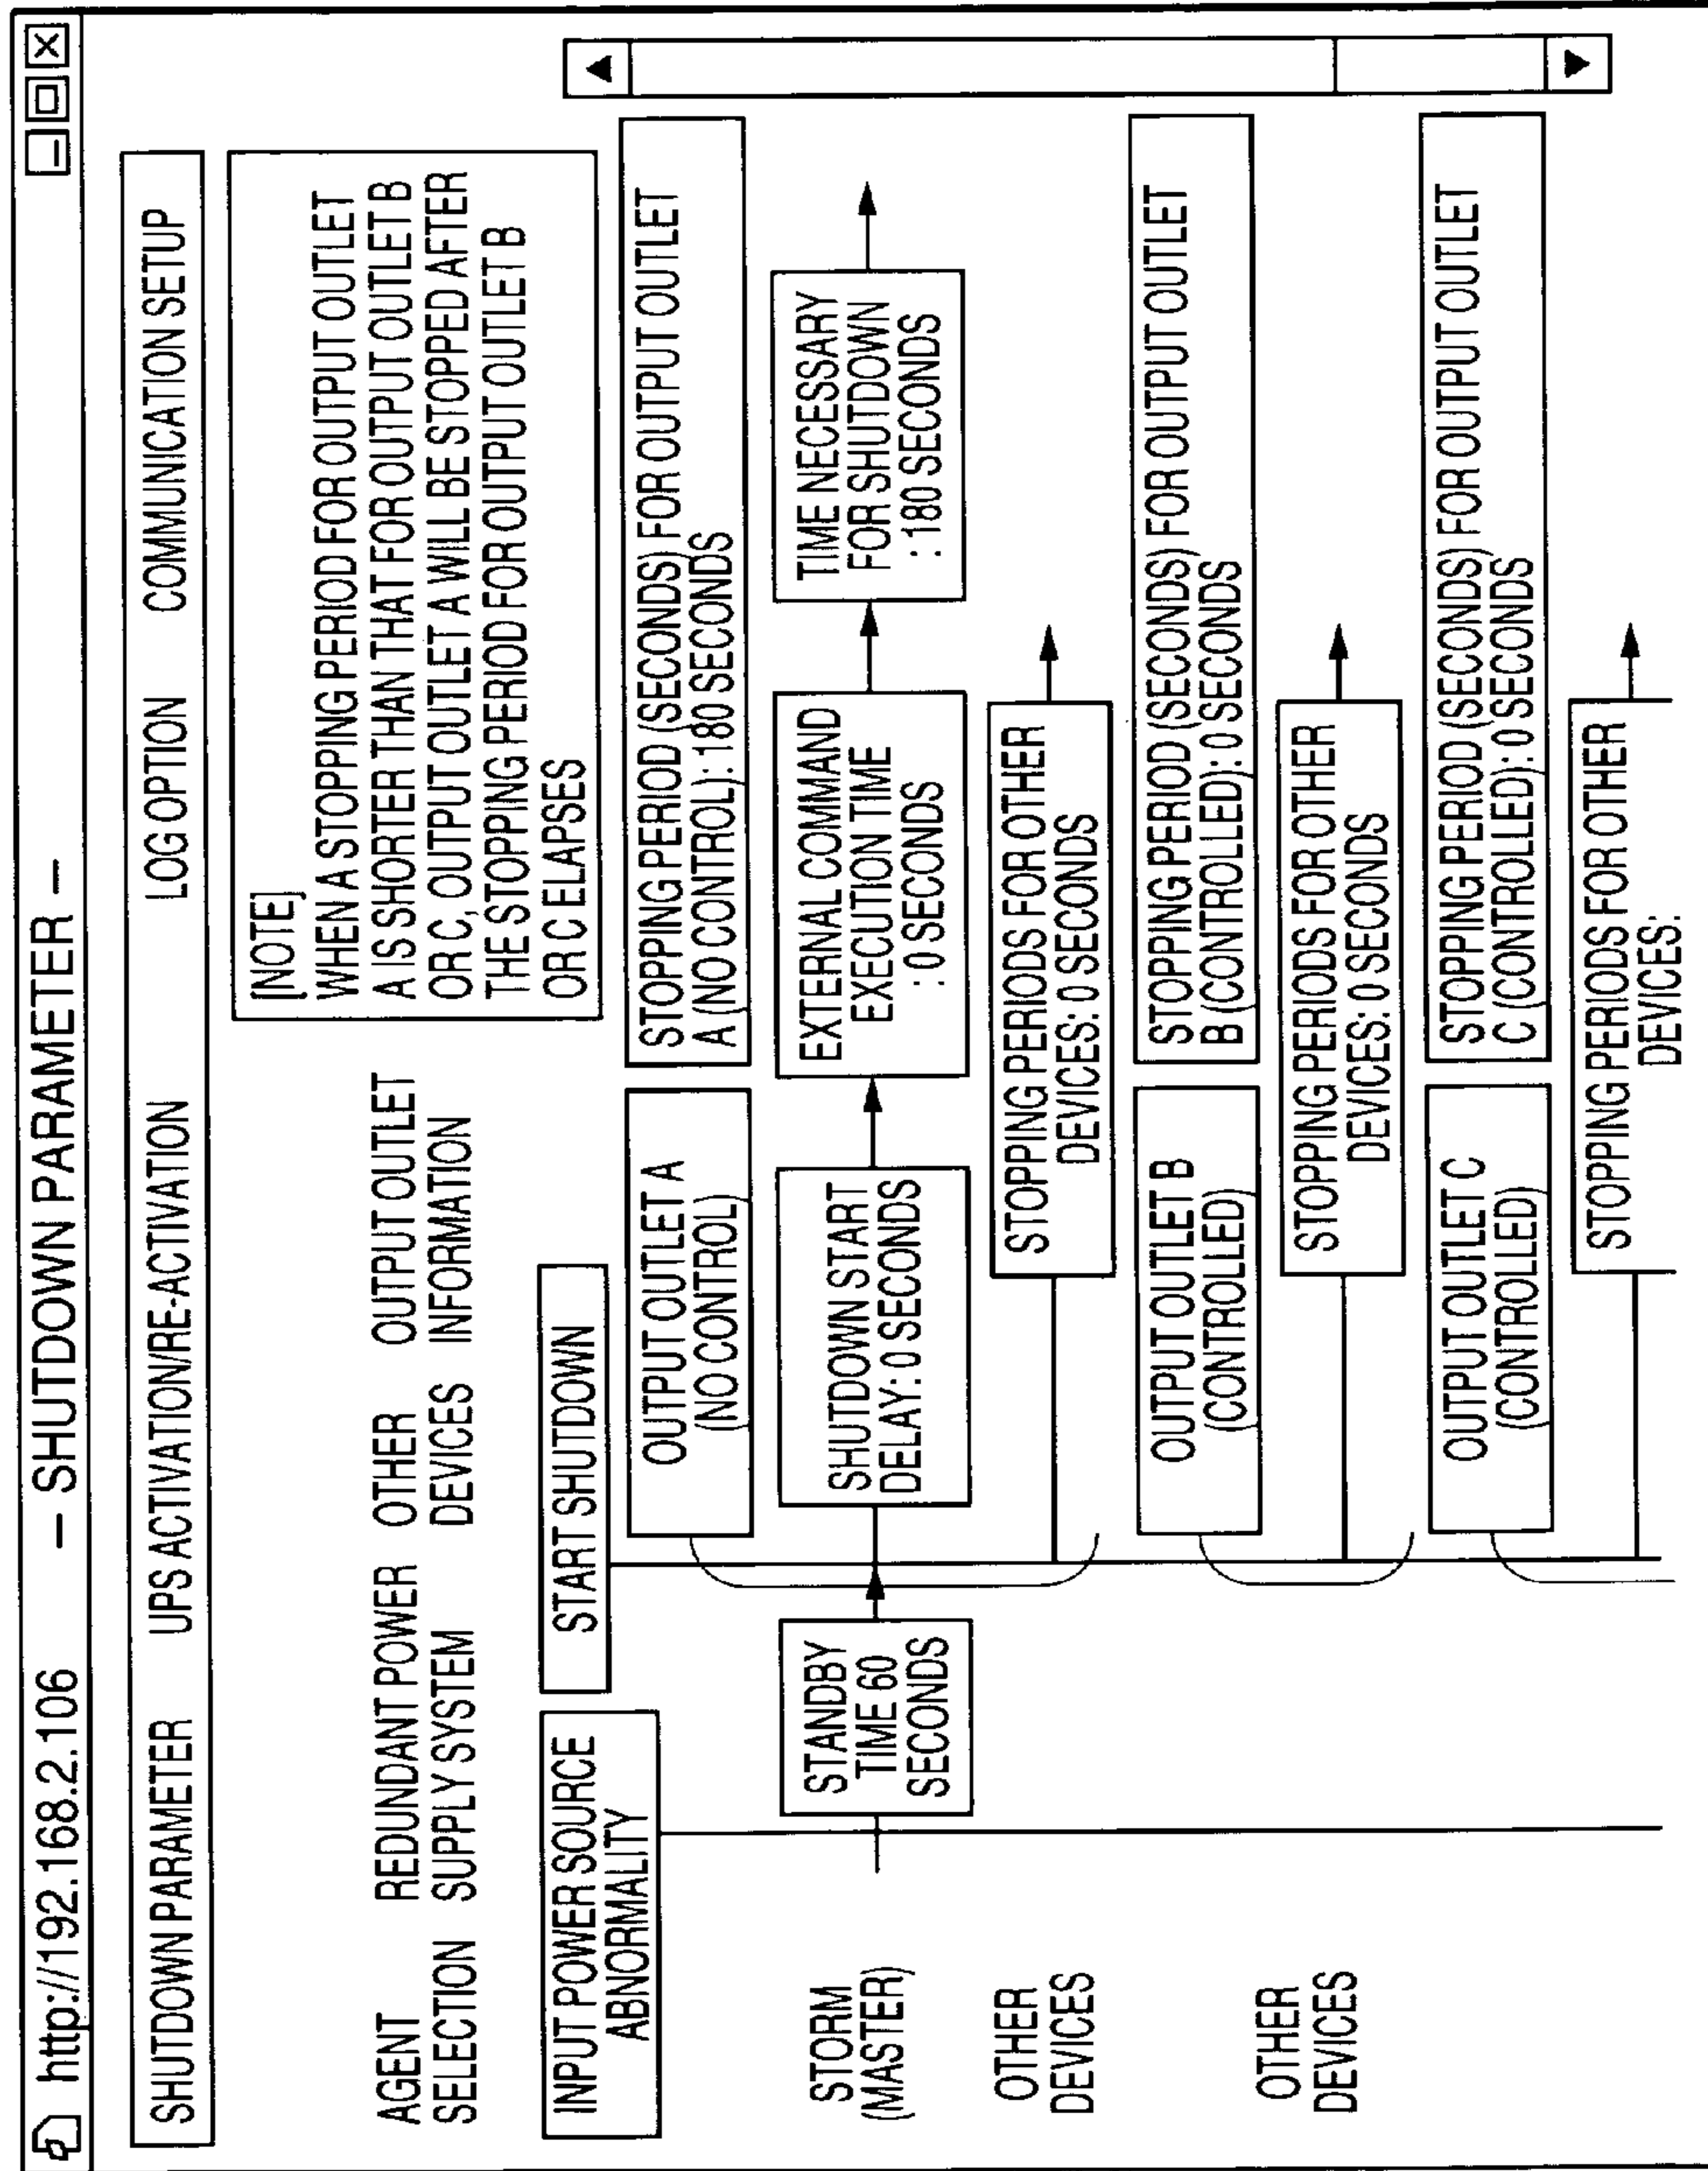 http://192.168.2.106 – SHUTDOWN PARAMETER –
SHUTDOWN PARAMETER UPS ACTIVATION/RE-ACTIVATION LOG OPTION COMMUNICATION SETUP
[NOTE]
WHEN A STOPPING PERIOD FOR OUTPUT OUTLET
A IS SHORTER THAN THAT FOR OUTPUT OUTLET B
OR C, OUTPUT OUTLET A WILL BE STOPPED AFTER
THE STOPPING PERIOD FOR OUTPUT OUTLET B
OR C ELAPSES
AGENT
SELECTION
REDUNDANT POWER
SUPPLY SYSTEM
OTHER
DEVICES
OUTPUT OUTLET
INFORMATION
INPUT POWER SOURCE
ABNORMALITY
START SHUTDOWN
OUTPUT OUTLET A
(NO CONTROL)
STOPPING PERIOD (SECONDS) FOR OUTPUT OUTLET
A (NO CONTROL): 180 SECONDS
STORM
(MASTER)
STANDBY
TIME 60
SECONDS
SHUTDOWN START
DELAY: 0 SECONDS
EXTERNAL COMMAND
EXECUTION TIME
: 0 SECONDS
TIME NECESSARY
FOR SHUTDOWN
: 180 SECONDS
OTHER
DEVICES
STOPPING PERIODS FOR OTHER
DEVICES: 0 SECONDS
OUTPUT OUTLET B
(CONTROLLED)
STOPPING PERIOD (SECONDS) FOR OUTPUT OUTLET
B (CONTROLLED): 0 SECONDS
OTHER
DEVICES
STOPPING PERIODS FOR OTHER
DEVICES: 0 SECONDS
OUTPUT OUTLET C
(CONTROLLED)
STOPPING PERIOD (SECONDS) FOR OUTPUT OUTLET
C (CONTROLLED): 0 SECONDS
STOPPING PERIODS FOR OTHER
DEVICES: